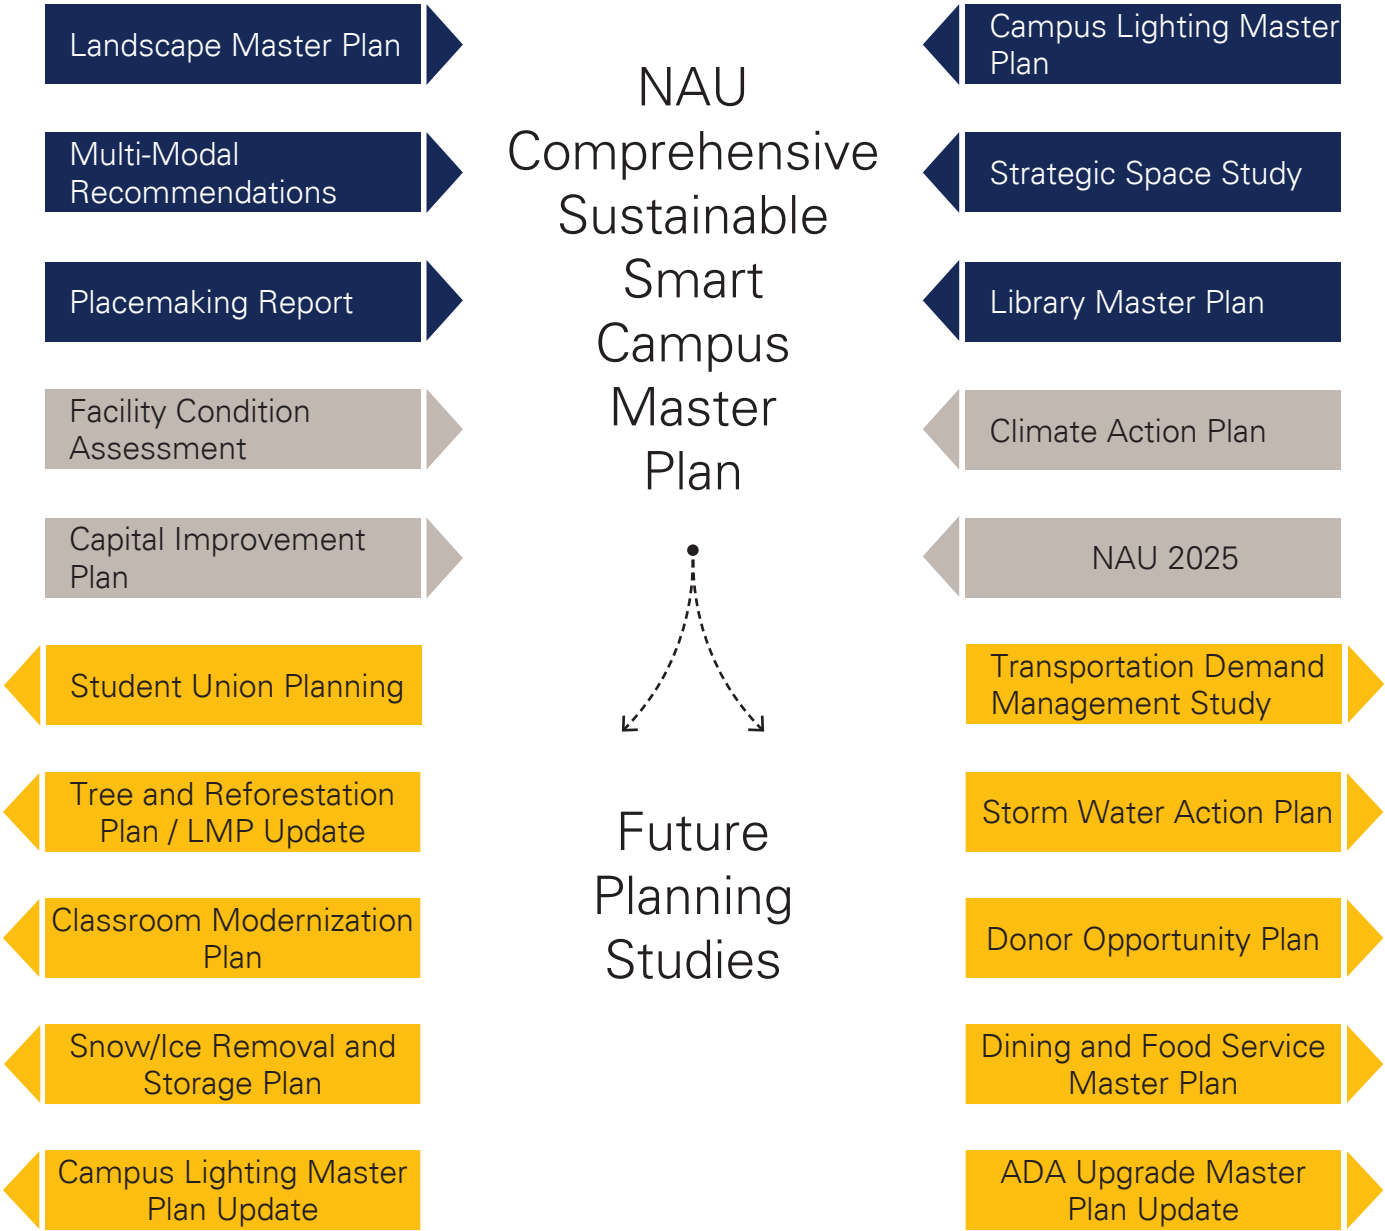 Landscape Master Plan
Multi-Modal
Recommendations
Placemaking Report
Facility Condition
Assessment
Capital Improvement
Plan
NAU
Comprehensive
Sustainable
Smart
Campus
Master
Plan
Campus Lighting Master
Plan
Strategic Space Study
Library Master Plan
Climate Action Plan
NAU 2025
Student Union Planning
Tree and Reforestation
Plan / LMP Update
Classroom Modernization
Plan
Snow/Ice Removal and
Storage Plan
Campus Lighting Master
Plan Update
Future
Planning
Studies
Transportation Demand
Management Study
Storm Water Action Plan
Donor Opportunity Plan
Dining and Food Service
Master Plan
ADA Upgrade Master
Plan Update